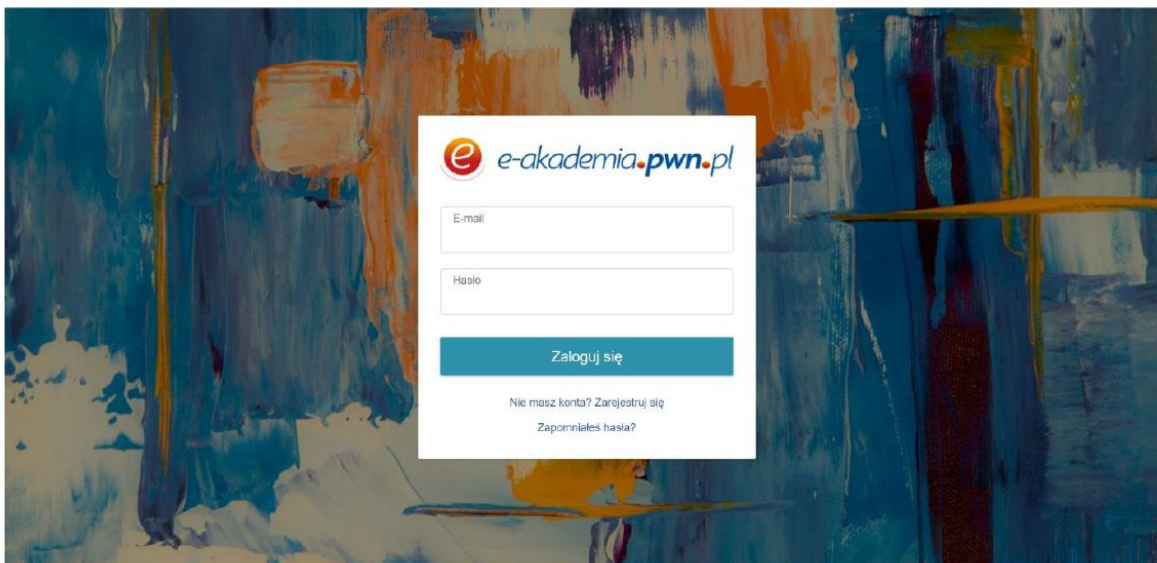 e e-akademia.pwn.pl
E-mail
Hasło
Zaloguj się
Nie masz konta? Zarejestruj się
Zapomniałeś hasła?